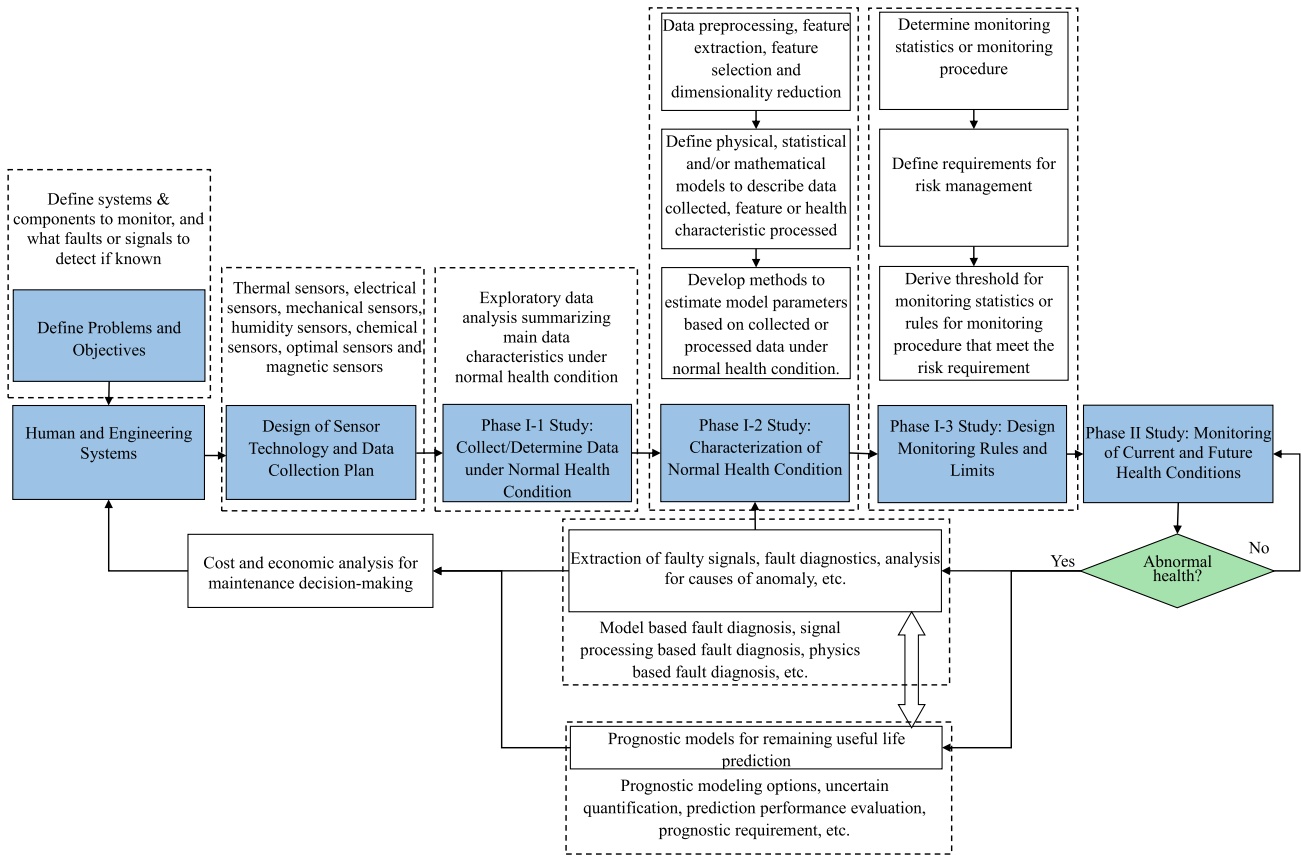 Define systems &
components to monitor, and
what faults or signals to
detect if known
Define Problems and
Objectives
Human and Engineering
Systems
Thermal sensors, electrical
sensors, mechanical sensors,
humidity sensors, chemical
sensors, optimal sensors and
magnetic sensors
Design of Sensor
Technology and Data
Collection Plan
Exploratory data
analysis summarizing
main data
characteristics under
normal health condition
Phase I-1 Study:
Collect/Determine Data
under Normal Health
Condition
Data preprocessing, feature
extraction, feature
selection and
dimensionality reduction
Define physical, statistical
and/or mathematical
models to describe data
collected, feature or health
characteristic processed
Develop methods to
estimate model parameters
based on collected or
processed data under
normal health condition.
Phase I-2 Study:
Characterization of
Normal Health Condition
Determine monitoring
statistics or monitoring
procedure
Define requirements for
risk management
Derive threshold for
monitoring statistics or
rules for monitoring
procedure that meet the
risk requirement
Phase I-3 Study: Design
Monitoring Rules and
Limits
Phase II Study: Monitoring
of Current and Future
Health Conditions
Abnormal
health?
No
Yes
Extraction of faulty signals, fault diagnostics, analysis
for causes of anomaly, etc.
Model based fault diagnosis, signal
processing based fault diagnosis, physics
based fault diagnosis, etc.
Cost and economic analysis for
maintenance decision-making
Prognostic models for remaining useful life
prediction
Prognostic modeling options, uncertain
quantification, prediction performance evaluation,
prognostic requirement, etc.